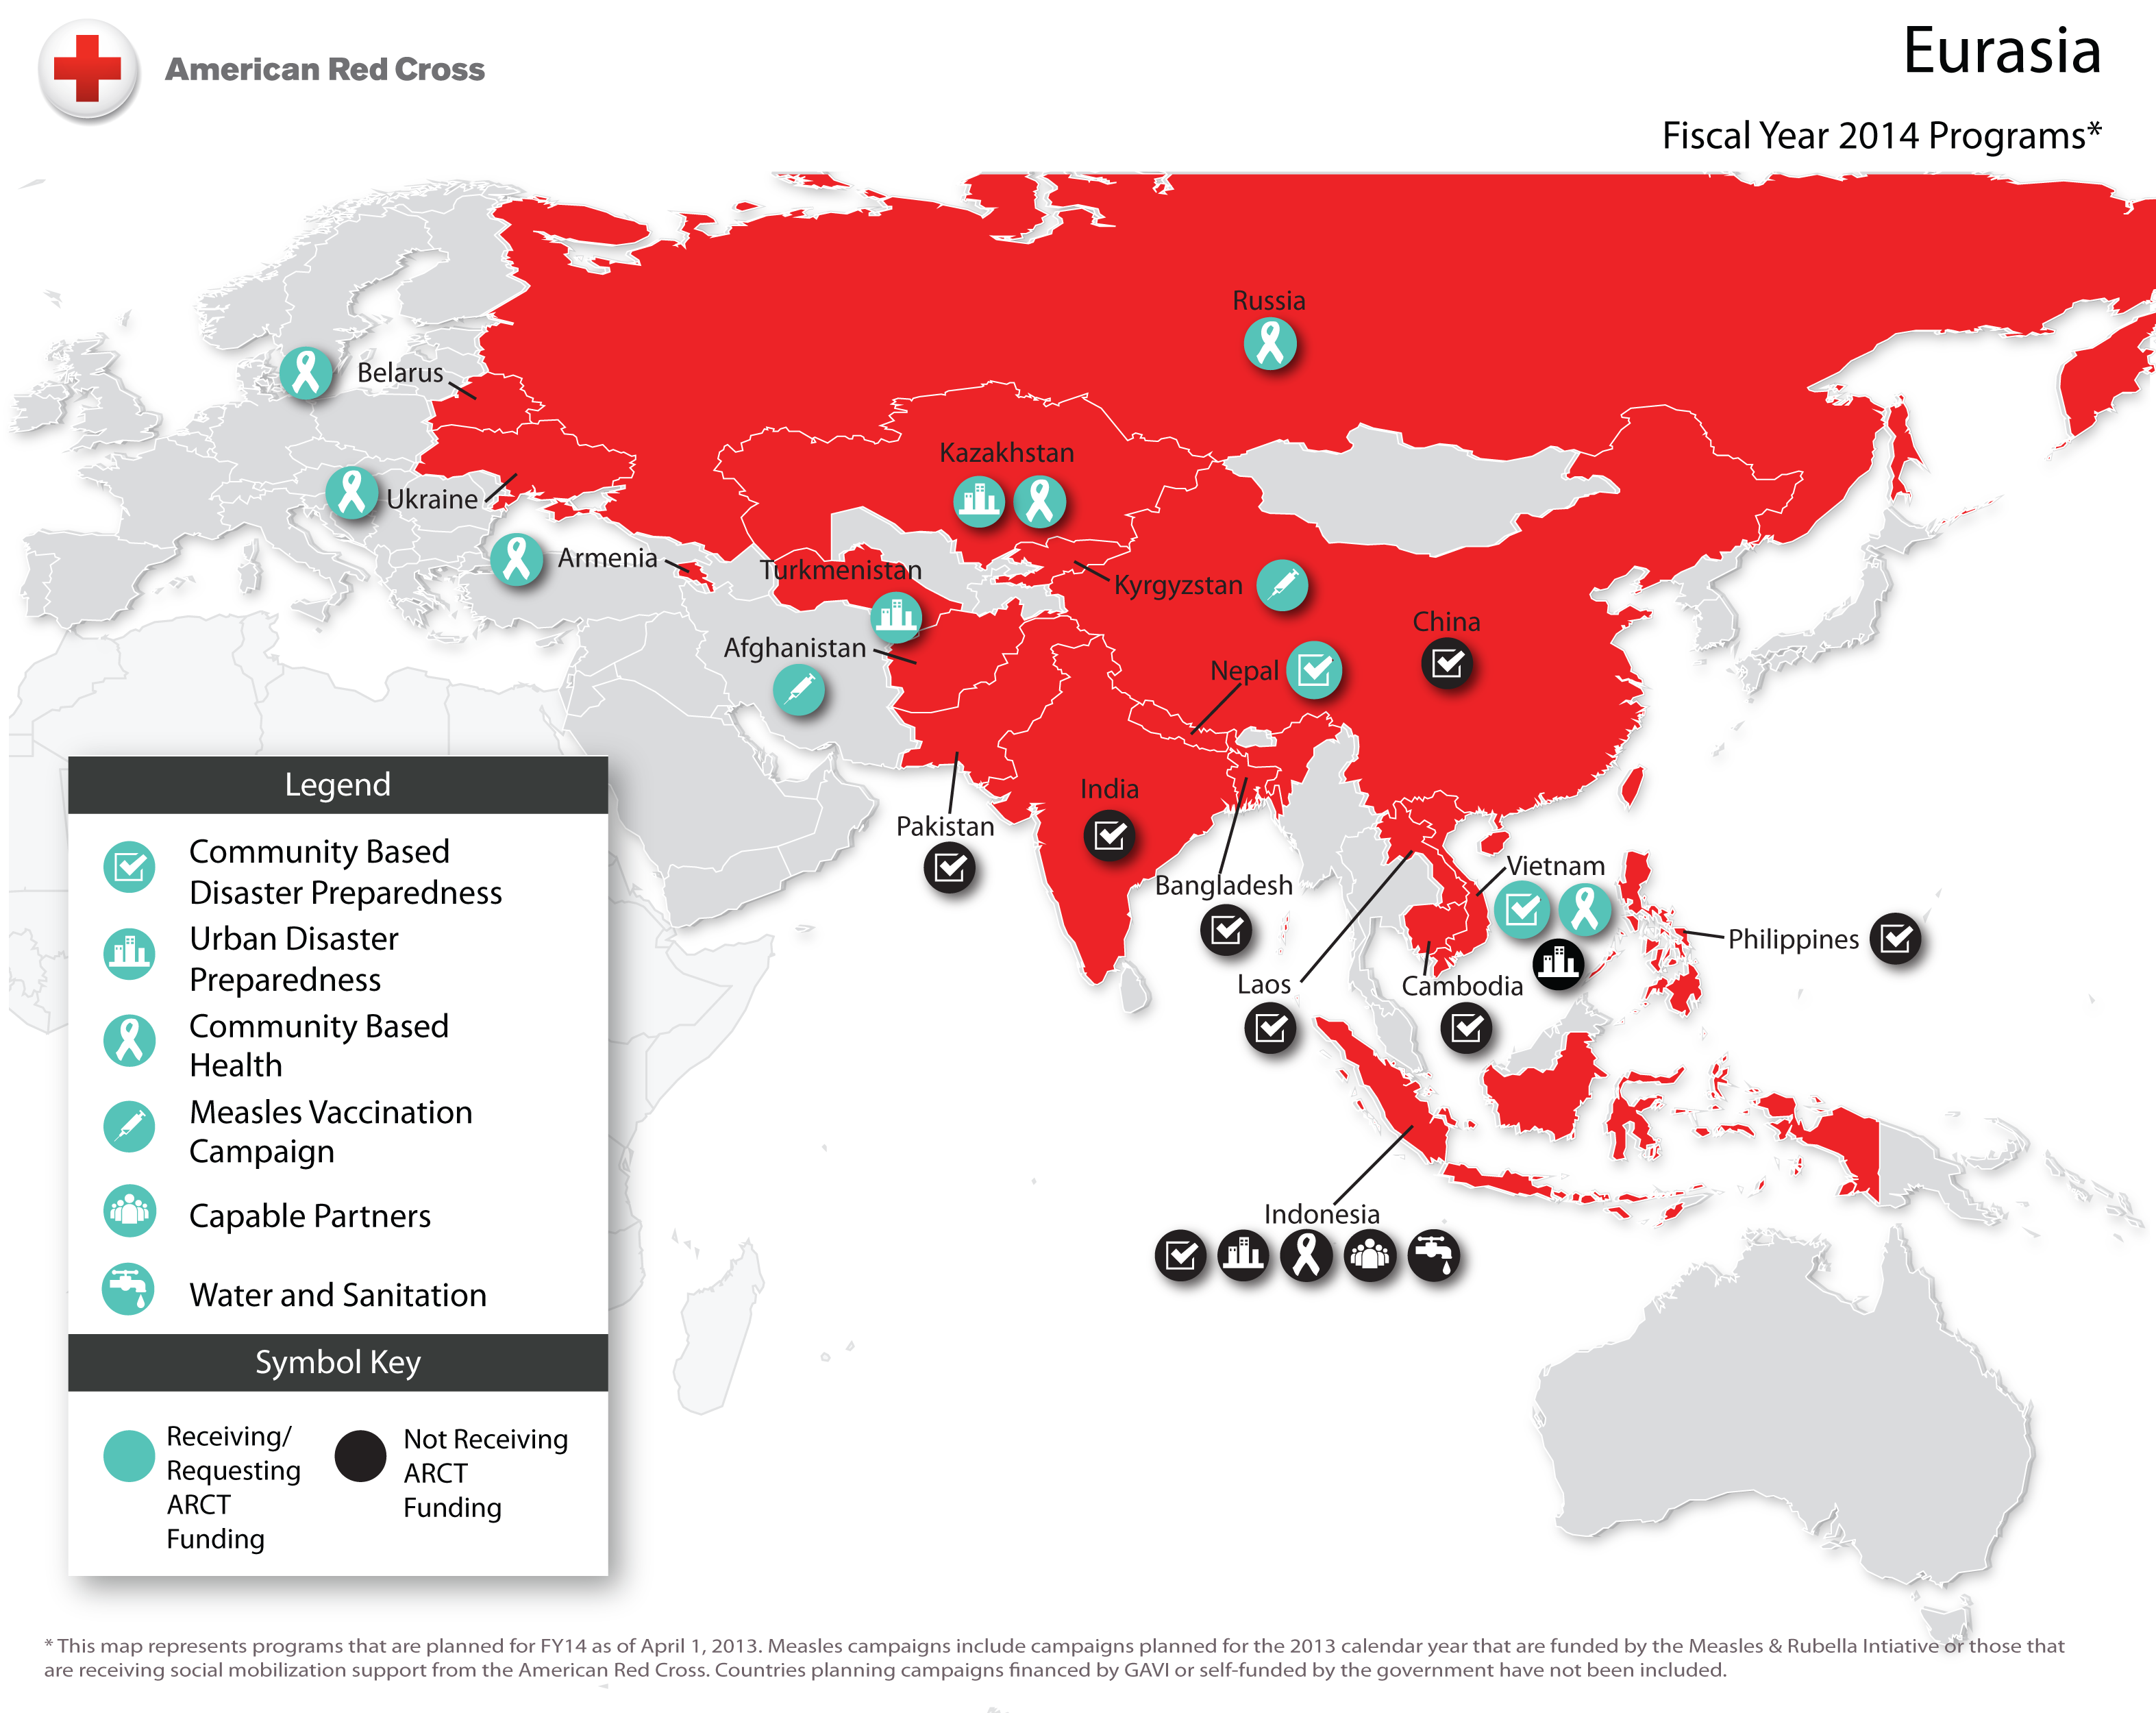 American Red Cross
Eurasia
Fiscal Year 2014 Programs*
Russia
Belarus
Kazakhstan
Ukraine
Armenia
Turkmenistan
Kyrgyzstan
China
Afghanistan
Nepal
India
Pakistan
Bangladesh
Vietnam
Philippines
Laos
Cambodia
Indonesia
Legend
Community Based
Disaster Preparedness
Urban Disaster
Preparedness
Community Based
Health
Measles Vaccination
Campaign
Capable Partners
Water and Sanitation
Symbol Key
Receiving/
Requesting
ARCT
Funding
Not Receiving
ARCT
Funding
* This map represents programs that are planned for FY14 as of April 1, 2013. Measles campaigns include campaigns planned for the 2013 calendar year that are funded by the Measles & Rubella Intiative or those that
are receiving social mobilization support from the American Red Cross. Countries planning campaigns financed by GAVI or self-funded by the government have not been included.